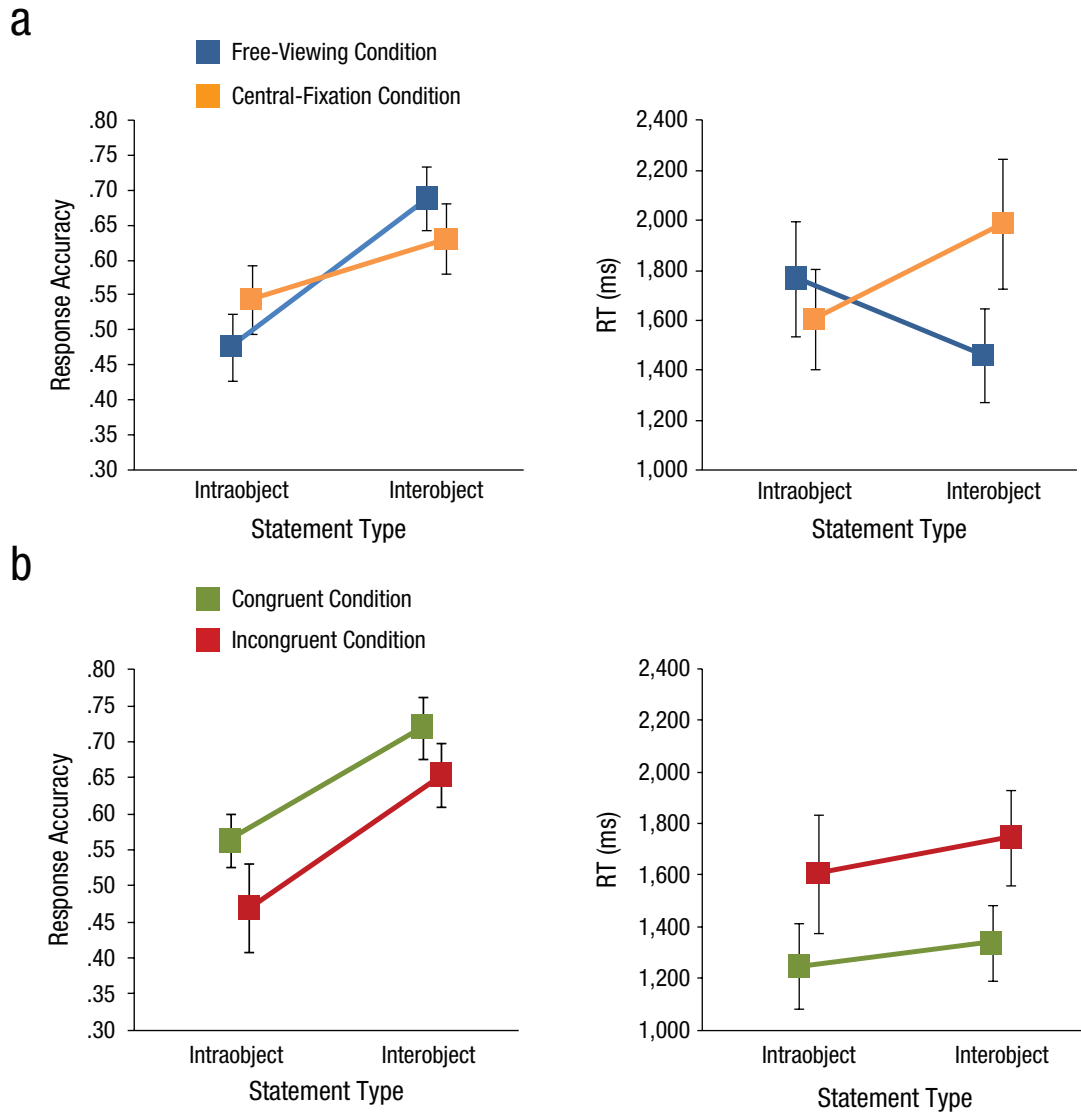 a
Free-Viewing Condition
Central-Fixation Condition
Response Accuracy
.80
.75
.70
.65
.60
.55
.50
.45
.40
.35
.30
Intraobject Interobject
Statement Type
RT (ms)
2,400
2,200
2,000
1,800
1,600
1,400
1,200
1,000
Intraobject Interobject
Statement Type
b
Congruent Condition
Incongruent Condition
Response Accuracy
.80
.75
.70
.65
.60
.55
.50
.45
.40
.35
.30
Intraobject Interobject
Statement Type
RT (ms)
2,400
2,200
2,000
1,800
1,600
1,400
1,200
1,000
Intraobject Interobject
Statement Type